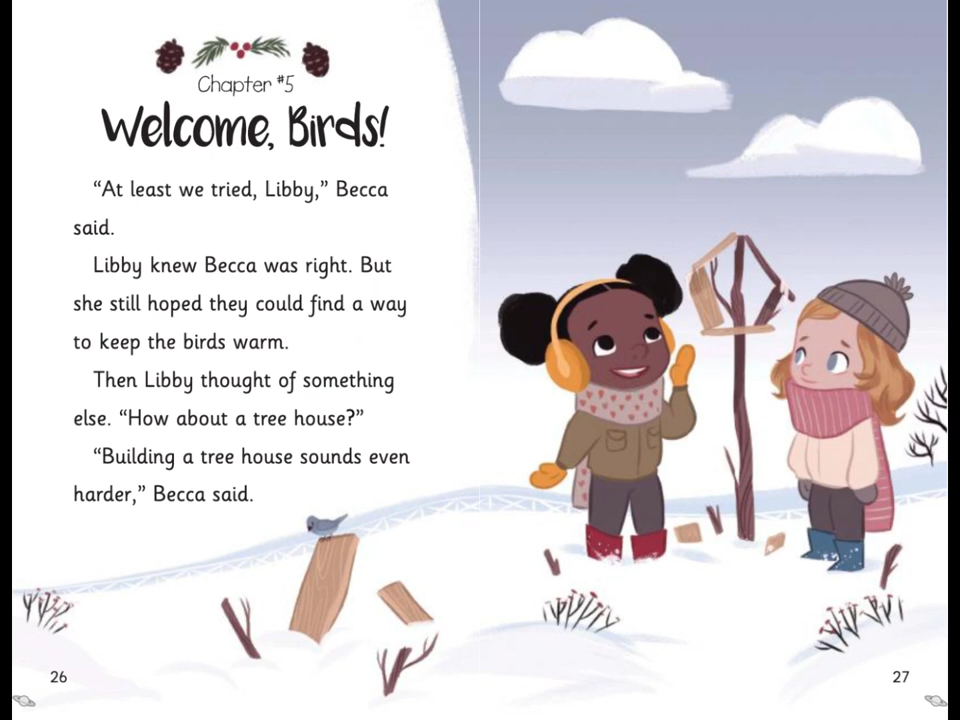 Chapter #5
Welcome, Birds!
“At least we tried, Libby,” Becca
said.
Libby knew Becca was right. But
she still hoped they could find a way
to keep the birds warm.
Then Libby thought of something
else. “How about a tree house?”
“Building a tree house sounds even
harder,” Becca said.
26
27